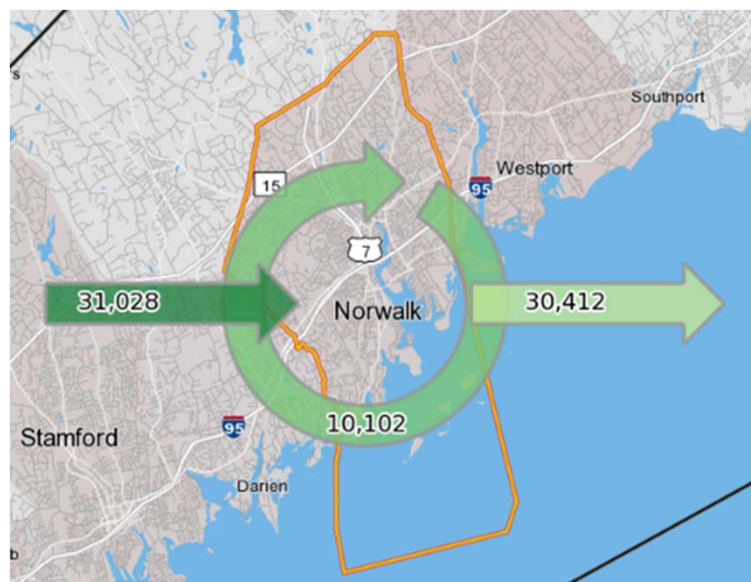 s
Southport
Westport
15
95
7
31,028
30,412
Norwalk
10,102
95
Stamford
Darien
b